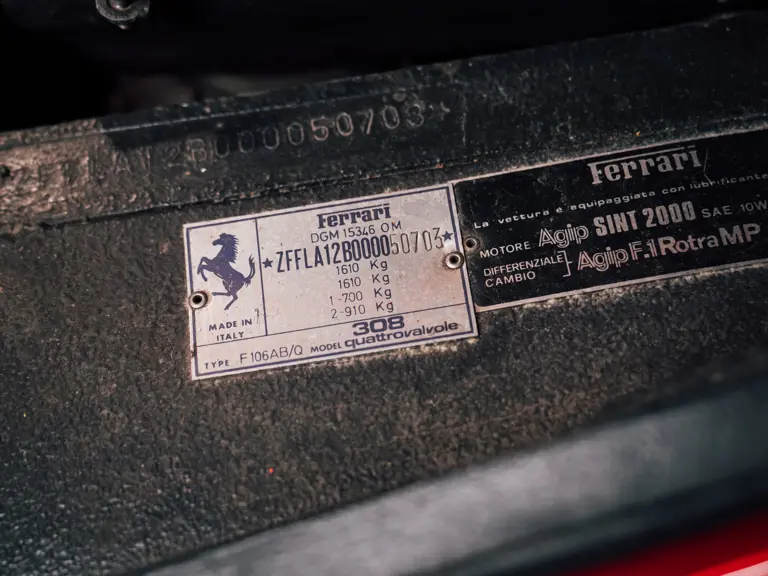 A12B000050703★
Ferrari
DGM 15346 OM
★ZFFLA12B000050703★
1610 Kg
1610 Kg
1-700 Kg
2-910 Kg
MADE IN
ITALY
308
TYPE F106AB/Q MODEL quattrovalvole
Ferrari
La vettura é equipaggiata con lubrificante
MOTORE Agip SINT 2000 SAE 10W
DIFFERENZIALE
CAMBIO ] Agip F.1 Rotra MP